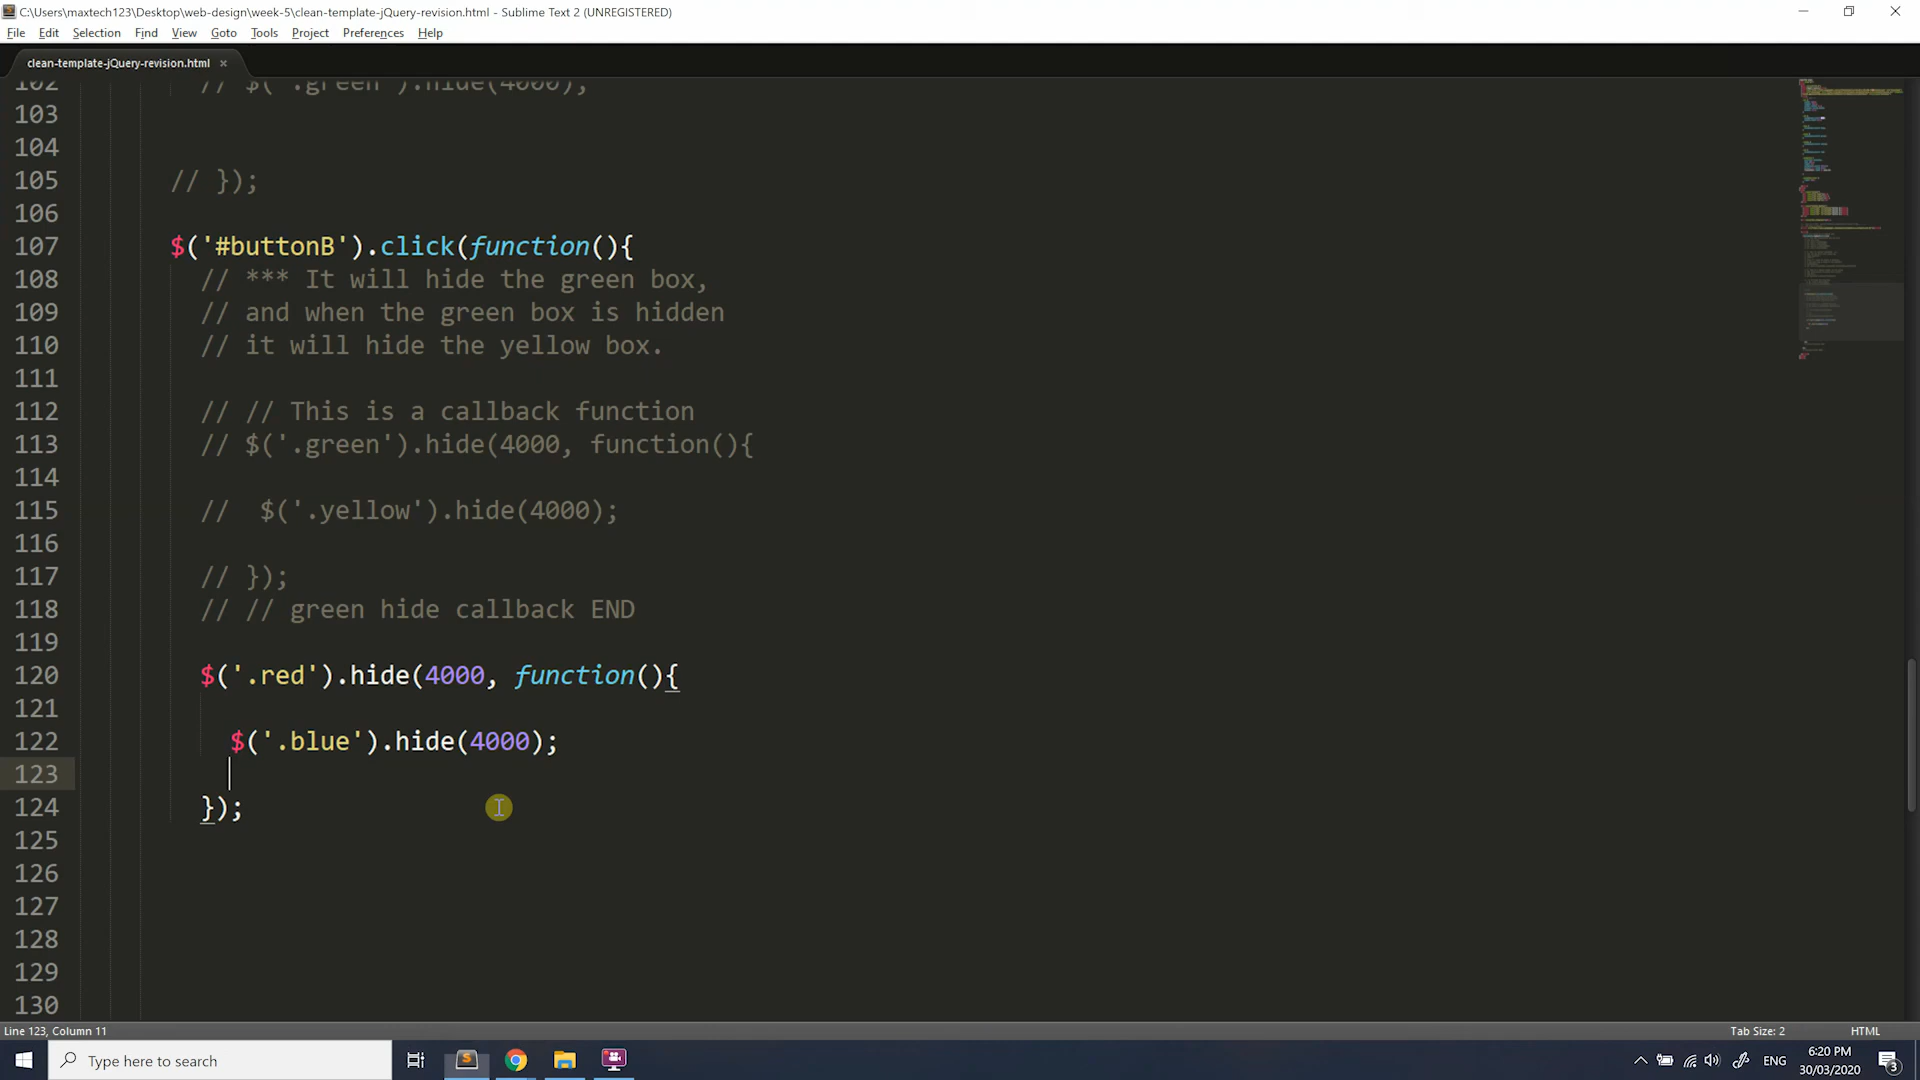 C:\Users\maxtech123\Desktop\web-design\week-5\clean-template-jQuery-revision.html - Sublime Text 2 (UNREGISTERED)
File Edit Selection Find View Goto Tools Project Preferences Help
clean-template-jQuery-revision.html ×
102 // $('.green').hide(4000);
103
104
105 // });
106
107 $('#buttonB').click(function(){
108 // *** It will hide the green box,
109 // and when the green box is hidden
110 // it will hide the yellow box.
111
112 // // This is a callback function
113 // $('.green').hide(4000, function(){
114
115 //  $('.yellow').hide(4000);
116
117 // });
118 // // green hide callback END
119
120 $('.red').hide(4000, function(){
121
122 $('.blue').hide(4000);
123
124 });
125
126
127
128
129
130
Line 123, Column 11 Tab Size: 2 HTML
Type here to search
ENG
6:20 PM
30/03/2020
3